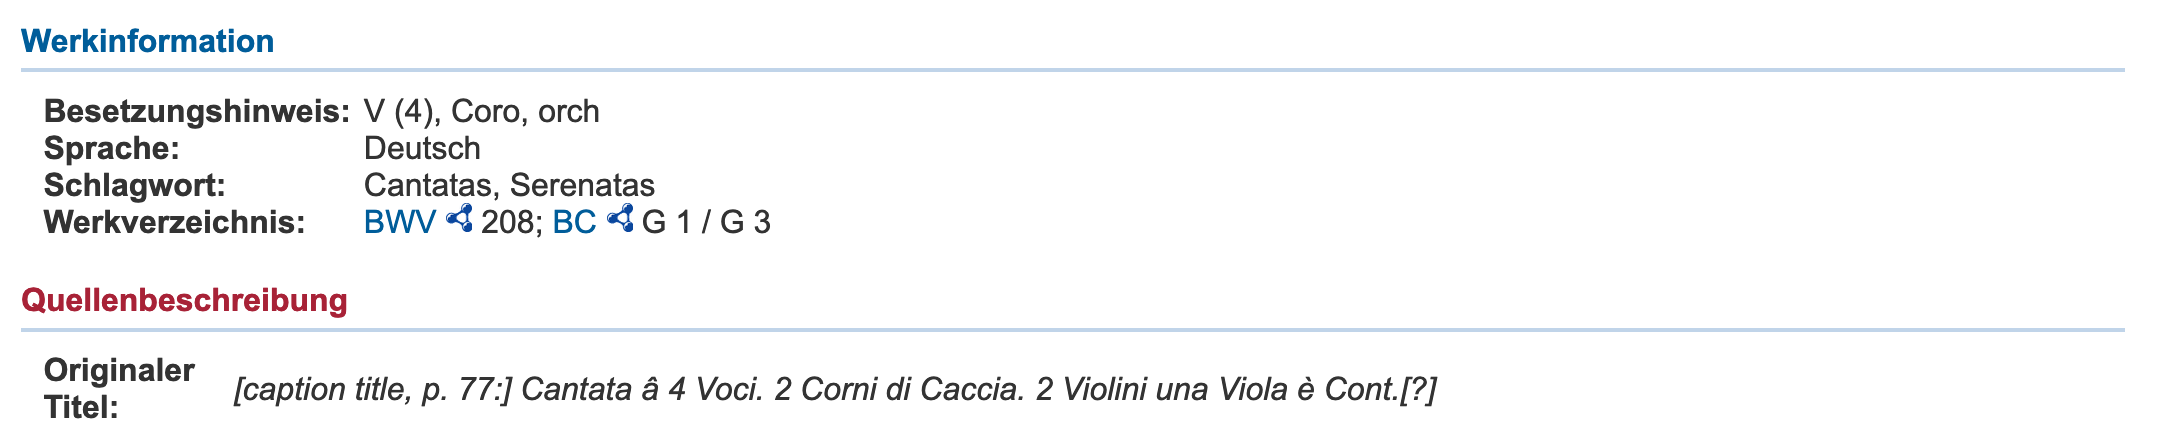 Werkinformation
Besetzungshinweis: V (4), Coro, orch
Sprache: Deutsch
Schlagwort: Cantatas, Serenatas
Werkverzeichnis: BWV 208; BC G 1 / G 3
Quellenbeschreibung
Originaler Titel: [caption title, p. 77:] Cantata â 4 Voci. 2 Corni di Caccia. 2 Violini una Viola è Cont.[?]